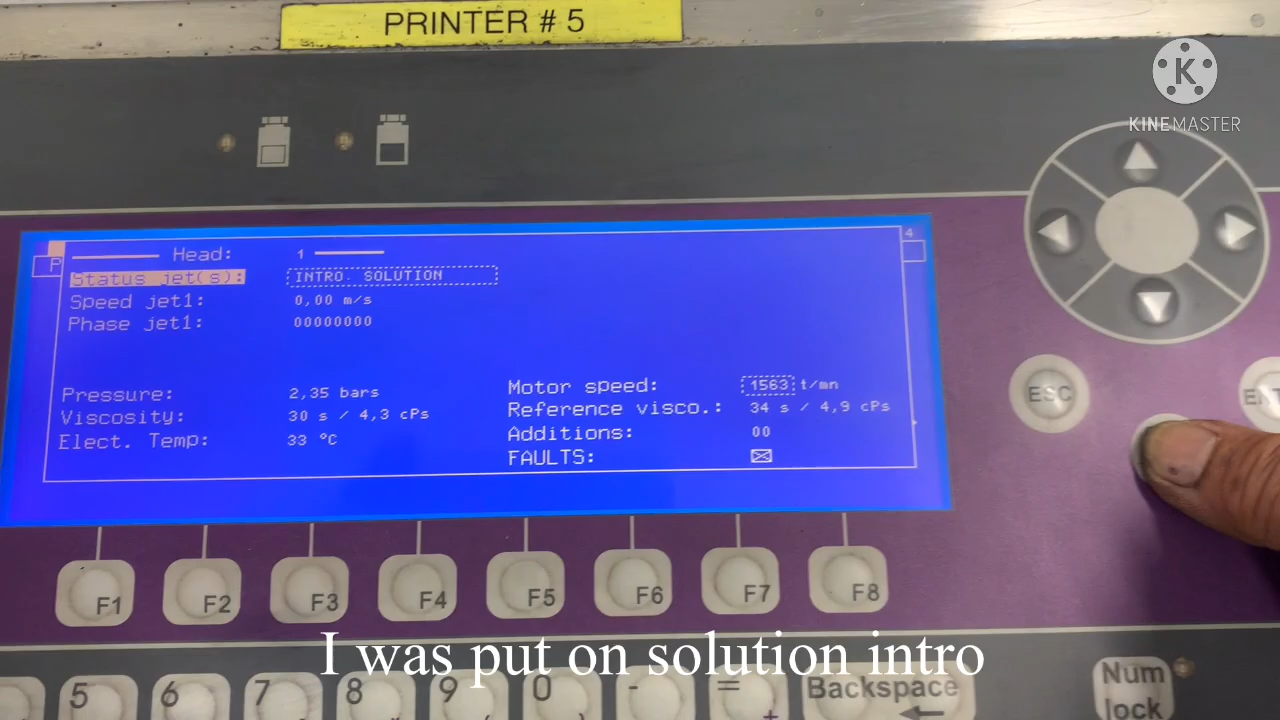 PRINTER # 5
KINEMASTER
Head: 1
4
P
Status jet(s): INTRO. SOLUTION
Speed jet1: 0,00 m/s
Phase jet1: 00000000
Pressure: 2,35 bars
Motor speed: 1563 t/mn
Viscosity: 30 s / 4,3 cPs
Reference visco.: 34 s / 4,9 cPs
Elect. Temp: 33 °C
Additions: 00
FAULTS:
ESC
F1 F2 F3 F4 F5 F6 F7 F8
I was put on solution intro
5 6 7 8 9 0 - = + Backspace
Num
lock